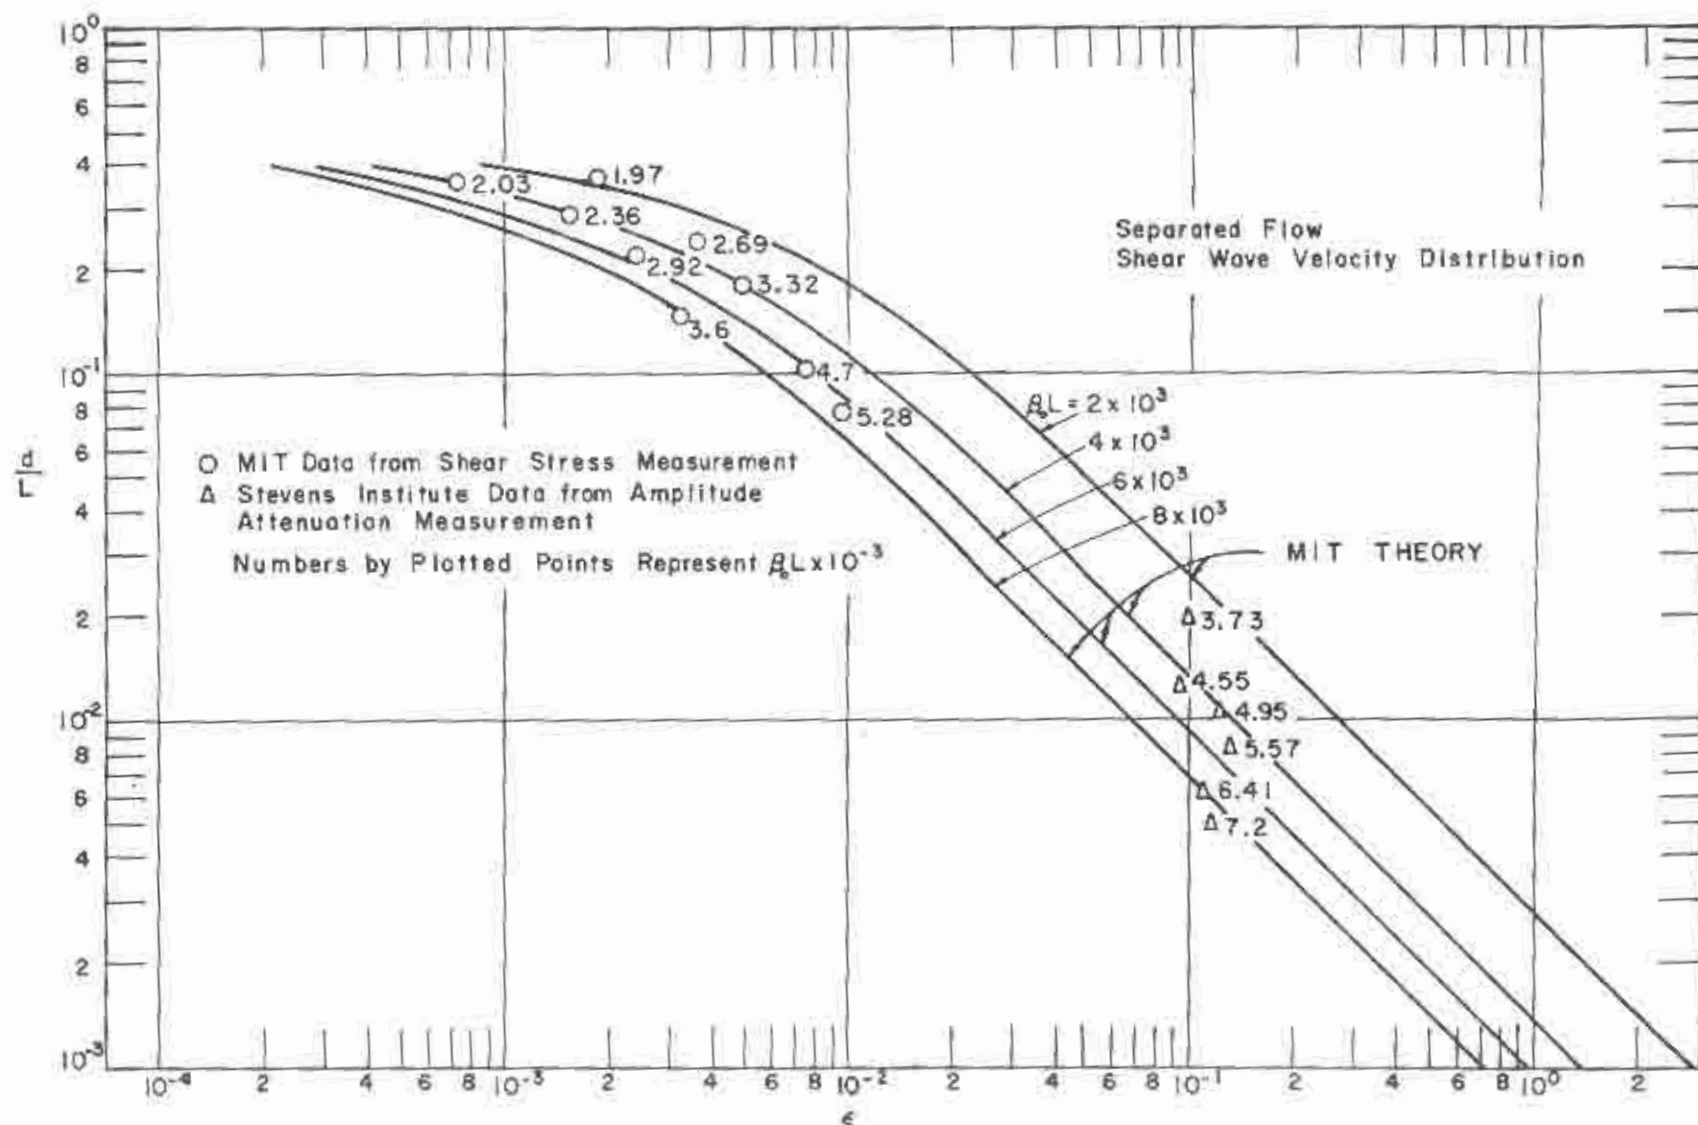 10⁰
8
6
4
2
10⁻¹
8
6
4
2
10⁻²
8
6
4
2
10⁻³
d/L
Separated Flow
Shear Wave Velocity Distribution
1.97
2.03
2.36
2.69
2.92
3.32
3.6
4.7
5.28
β₀L = 2 x 10³
4 x 10³
6 x 10³
8 x 10³
O MIT Data from Shear Stress Measurement
Δ Stevens Institute Data from Amplitude
Attenuation Measurement
Numbers by Plotted Points Represent β₀L x 10⁻³
MIT THEORY
3.73
4.55
4.95
5.57
6.41
7.2
10⁻⁴ 2 4 6 8 10⁻³ 2 4 6 8 10⁻² 2 4 6 8 10⁻¹ 2 4 6 8 10⁰ 2